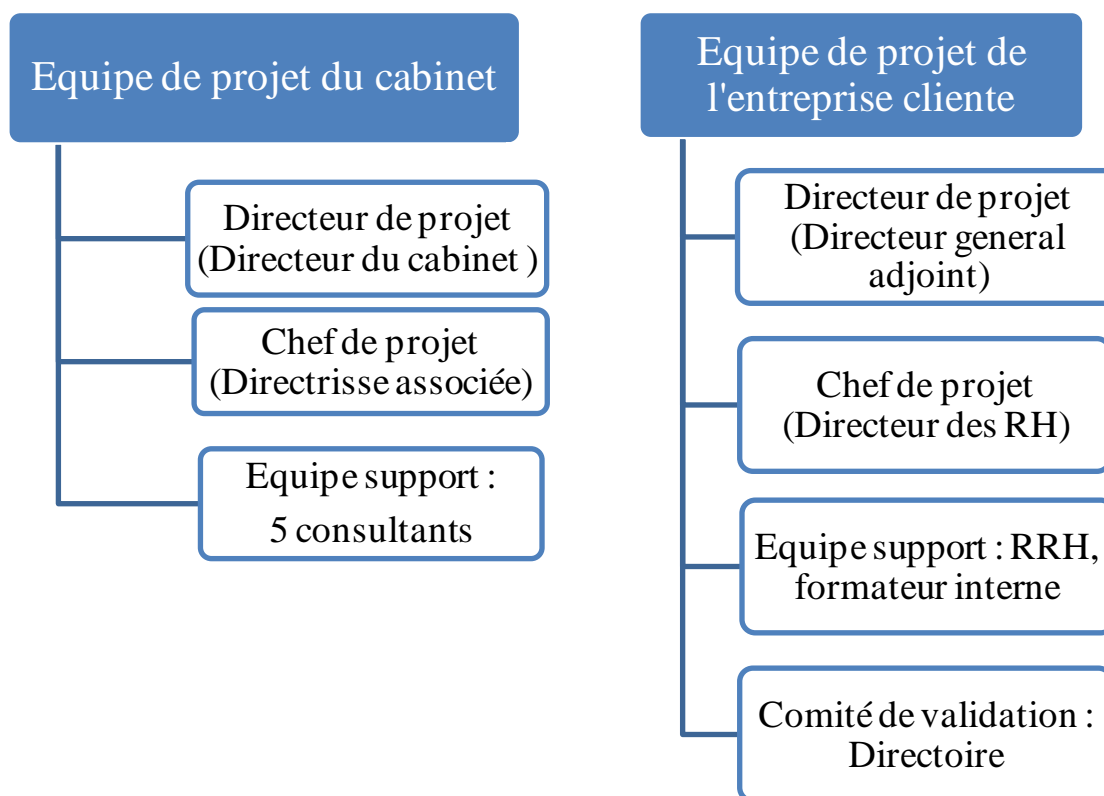 Equipe de projet du cabinet
Directeur de projet
(Directeur du cabinet )
Chef de projet
(Directrisse associée)
Equipe support :
5 consultants
Equipe de projet de
l'entreprise cliente
Directeur de projet
(Directeur general
adjoint)
Chef de projet
(Directeur des RH)
Equipe support : RRH,
formateur interne
Comité de validation :
Directoire